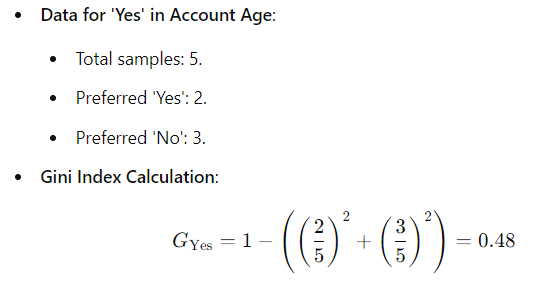 Data for 'Yes' in Account Age:
Total samples: 5.
Preferred 'Yes': 2.
Preferred 'No': 3.
Gini Index Calculation:
G_Yes = 1 − ((2/5)^2 + (3/5)^2) = 0.48